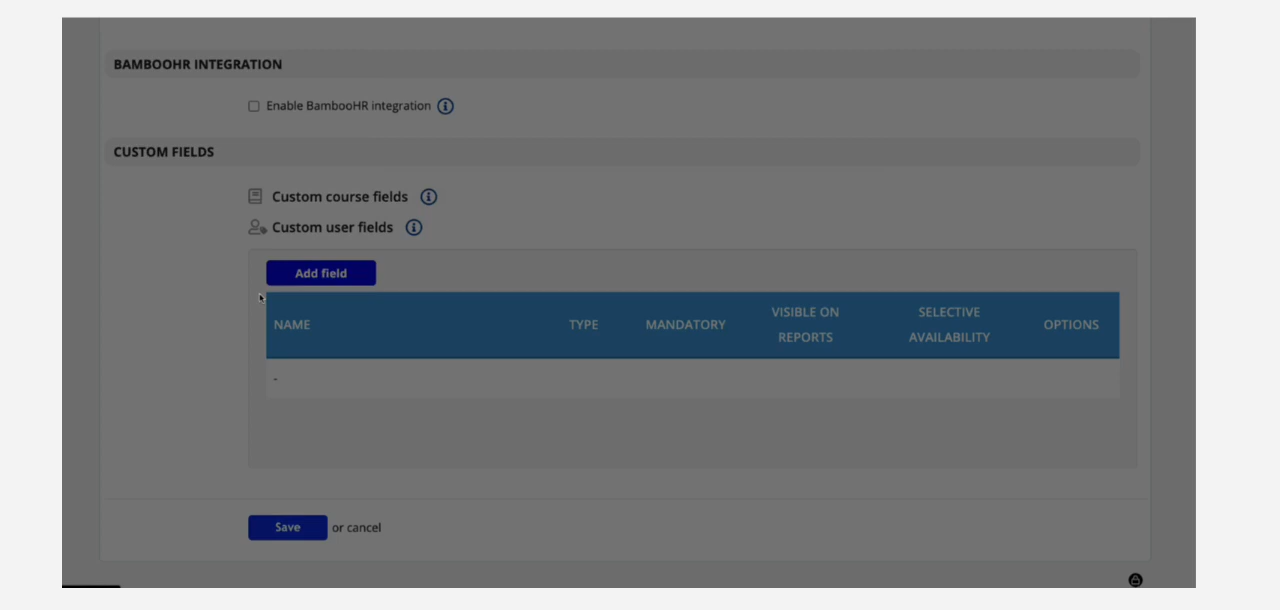 BAMBOOHR INTEGRATION
Enable BambooHR integration
CUSTOM FIELDS
Custom course fields
Custom user fields
Add field
NAME TYPE MANDATORY VISIBLE ON REPORTS SELECTIVE AVAILABILITY OPTIONS
-
Save or cancel